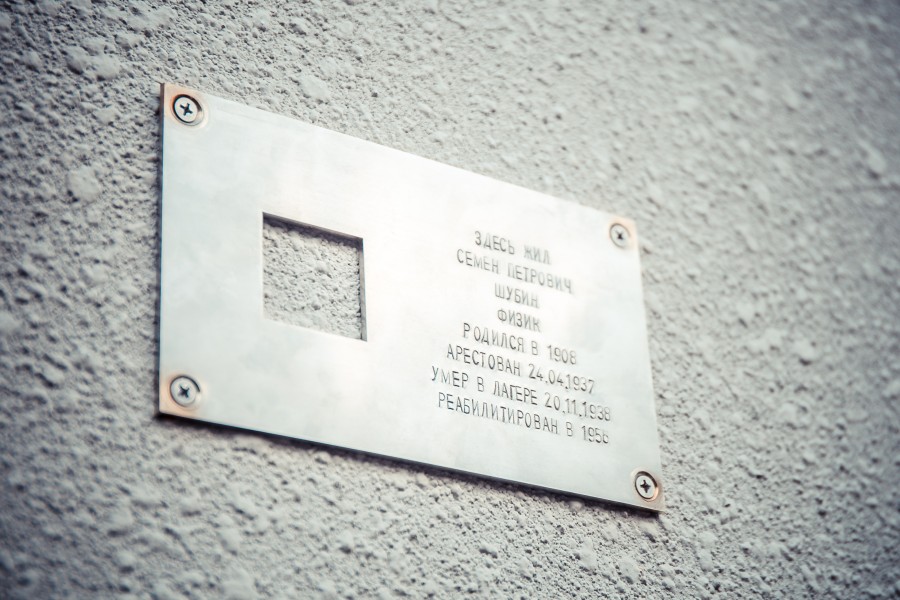 ЗДЕСЬ ЖИЛ
СЕМЕН ПЕТРОВИЧ
ШУБИН
ФИЗИК
РОДИЛСЯ В 1908
АРЕСТОВАН 24.04.1937
УМЕР В ЛАГЕРЕ 20.11.1938
РЕАБИЛИТИРОВАН В 1956